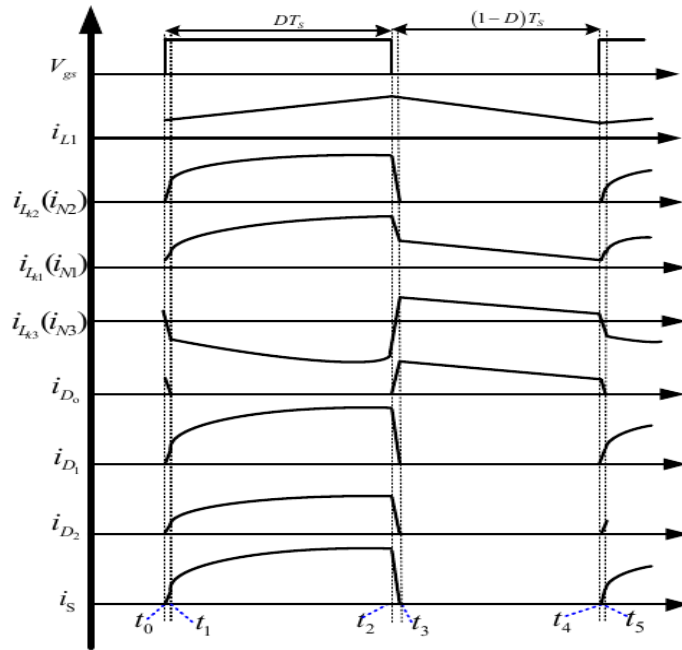 DT_S
(1-D)T_S
V_gs
i_L1
i_Lk2(i_N2)
i_Lk1(i_N1)
i_Lk3(i_N3)
i_Do
i_D1
i_D2
i_S
t_0 t_1 t_2 t_3 t_4 t_5